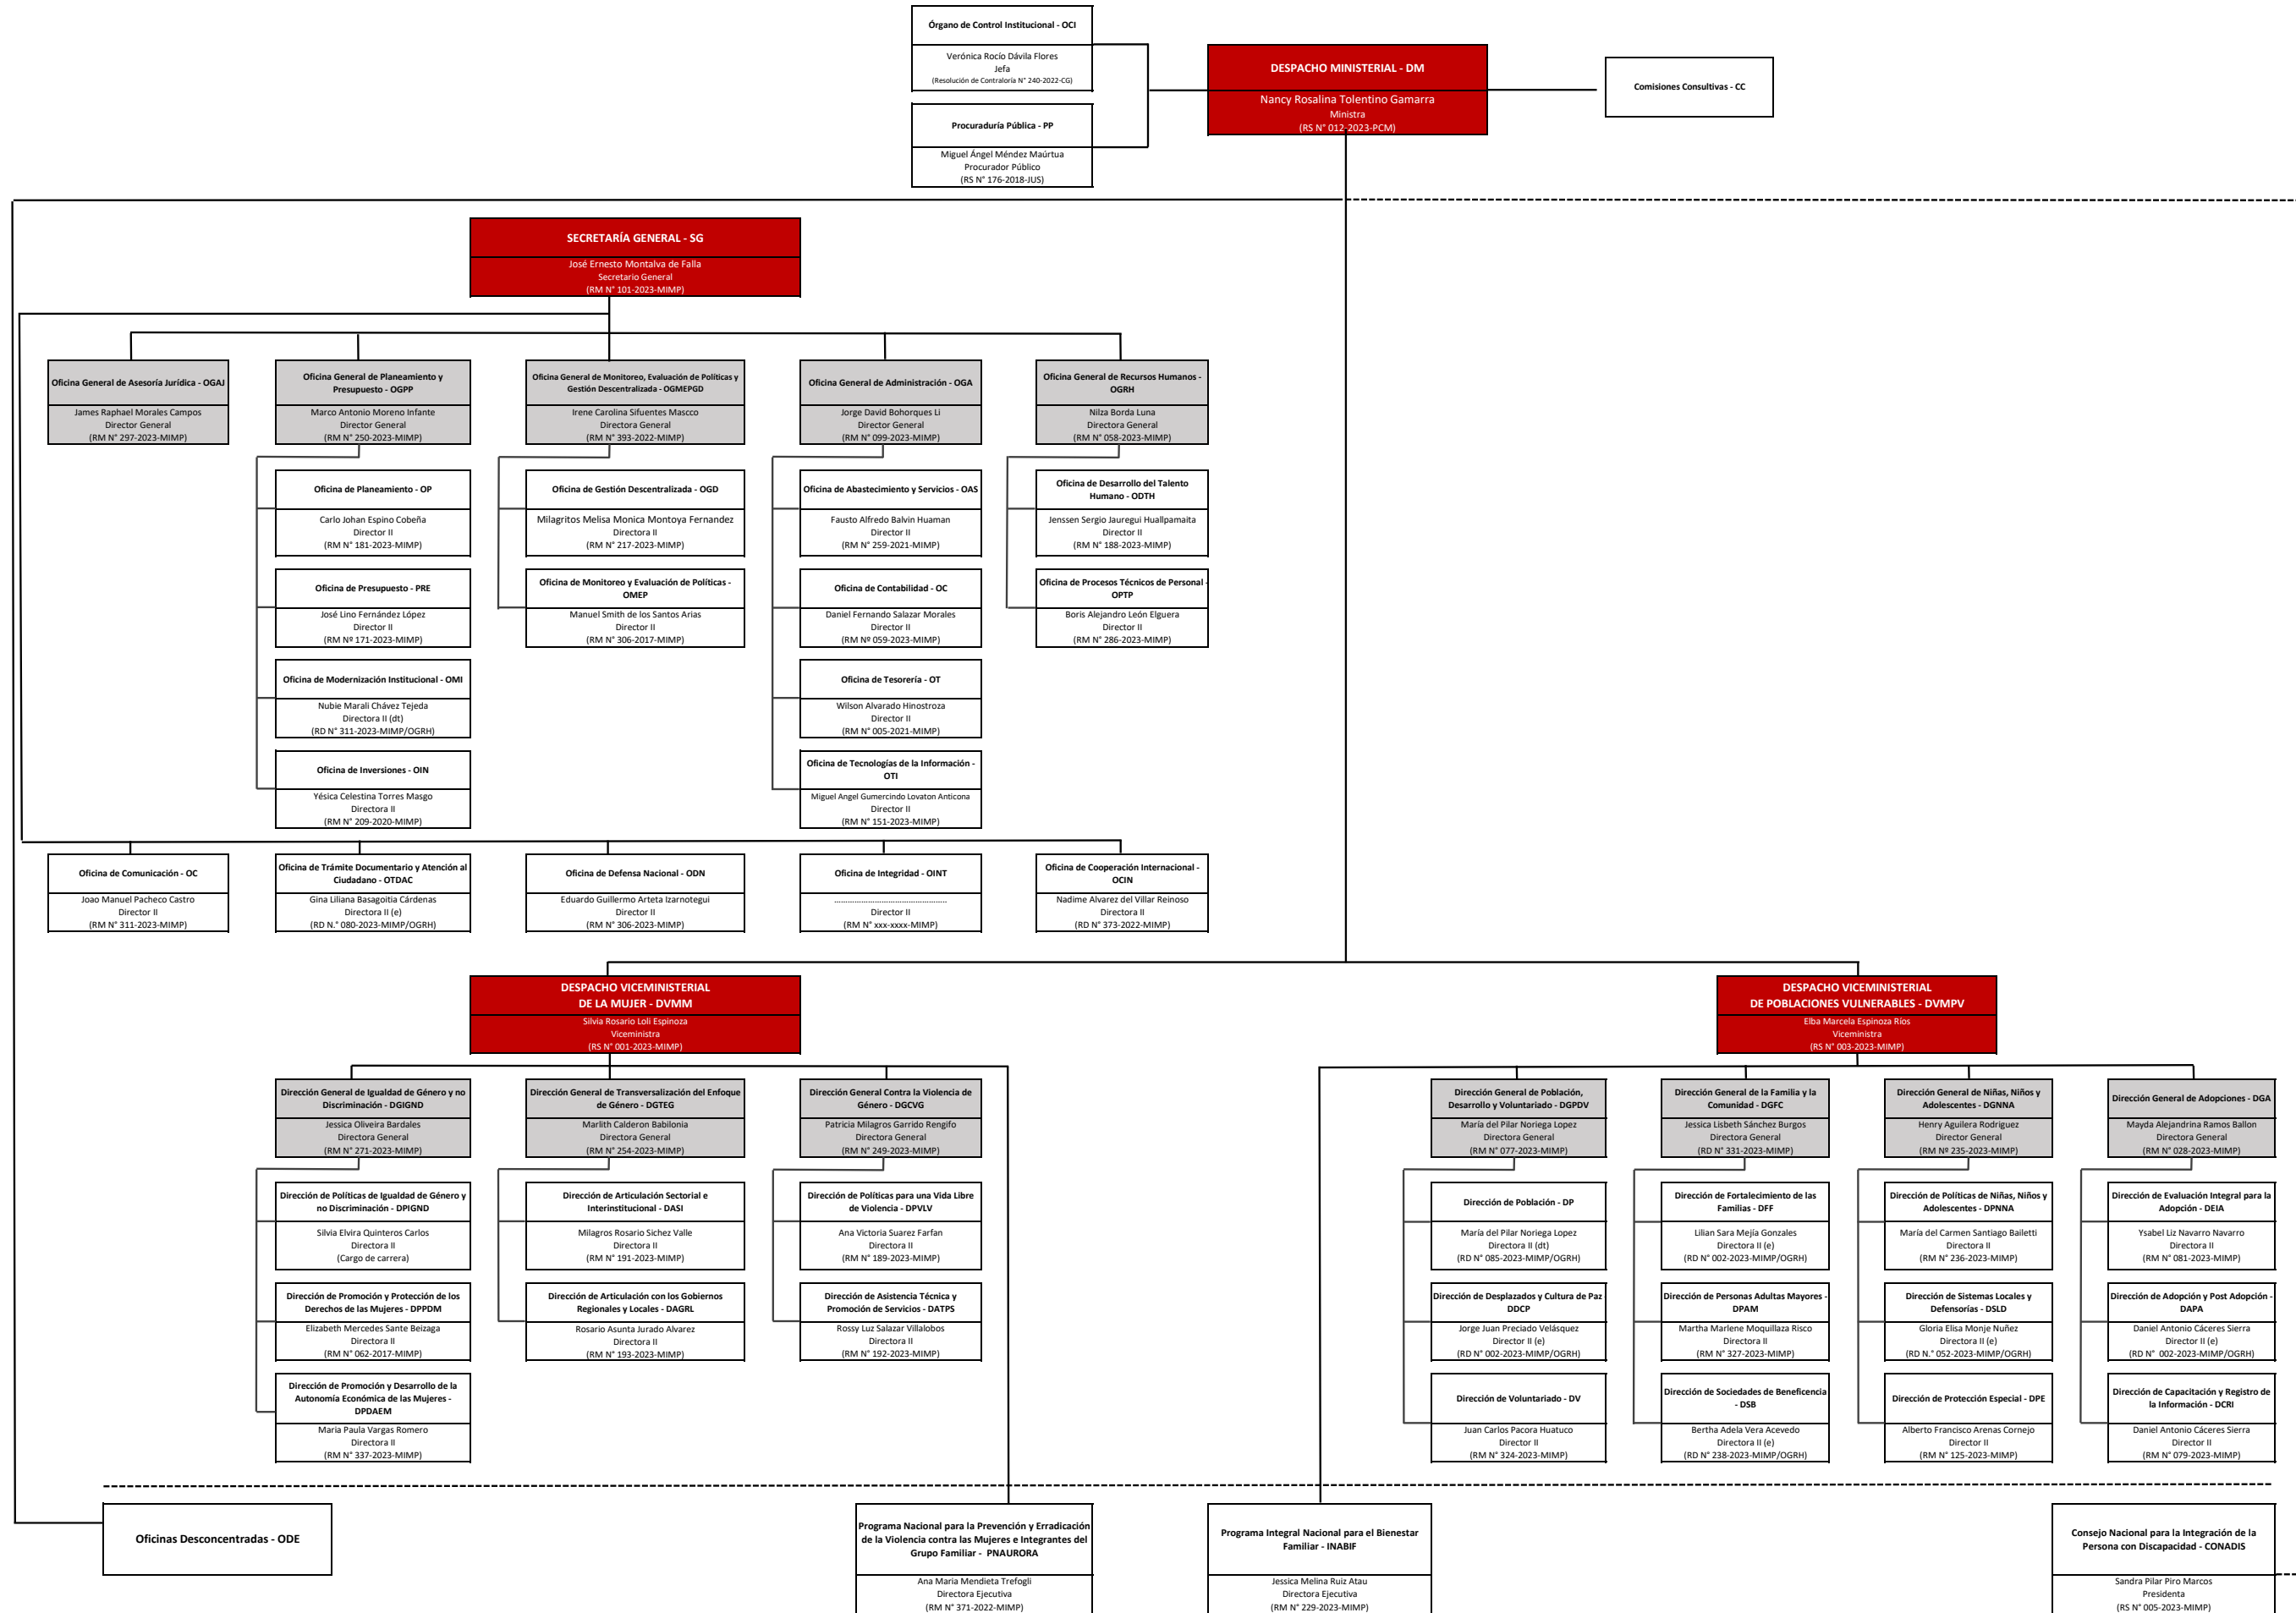 Órgano de Control Institucional - OCI
Verónica Rocío Dávila Flores
Jefa
(Resolución de Contraloría N° 240-2022-CG)
DESPACHO MINISTERIAL - DM
Nancy Rosalina Tolentino Gamarra
Ministra
(RS N° 012-2023-PCM)
Comisiones Consultivas - CC
Procuraduría Pública - PP
Miguel Ángel Méndez Maúrtua
Procurador Público
(RS N° 176-2018-JUS)
SECRETARÍA GENERAL - SG
José Ernesto Montalva de Falla
Secretario General
(RM N° 101-2023-MIMP)
Oficina General de Asesoría Jurídica - OGAJ
James Raphael Morales Campos
Director General
(RM N° 297-2023-MIMP)
Oficina General de Planeamiento y
Presupuesto - OGPP
Marco Antonio Moreno Infante
Director General
(RM N° 250-2023-MIMP)
Oficina General de Monitoreo, Evaluación de Políticas y
Gestión Descentralizada - OGMEPGD
Irene Carolina Sifuentes Mascco
Directora General
(RM N° 393-2022-MIMP)
Oficina General de Administración - OGA
Jorge David Bohorques Li
Director General
(RM N° 099-2023-MIMP)
Oficina General de Recursos Humanos -
OGRH
Nilza Borda Luna
Directora General
(RM N° 058-2023-MIMP)
Oficina de Planeamiento - OP
Carlo Johan Espino Cobeña
Director II
(RM N° 181-2023-MIMP)
Oficina de Gestión Descentralizada - OGD
Milagritos Melisa Monica Montoya Fernandez
Directora II
(RM N° 217-2023-MIMP)
Oficina de Abastecimiento y Servicios - OAS
Fausto Alfredo Balvin Huaman
Director II
(RM N° 259-2021-MIMP)
Oficina de Desarrollo del Talento
Humano - ODTH
Jenssen Sergio Jauregui Huallpamaita
Director II
(RM N° 188-2023-MIMP)
Oficina de Presupuesto - PRE
José Lino Fernández López
Director II
(RM Nº 171-2023-MIMP)
Oficina de Monitoreo y Evaluación de Políticas -
OMEP
Manuel Smith de los Santos Arias
Director II
(RM N° 306-2017-MIMP)
Oficina de Contabilidad - OC
Daniel Fernando Salazar Morales
Director II
(RM Nº 059-2023-MIMP)
Oficina de Procesos Técnicos de Personal -
OPTP
Boris Alejandro León Elguera
Director II
(RM N° 286-2023-MIMP)
Oficina de Modernización Institucional - OMI
Nubie Marali Chávez Tejeda
Directora II (dt)
(RD N° 311-2023-MIMP/OGRH)
Oficina de Tesorería - OT
Wilson Alvarado Hinostroza
Director II
(RM N° 005-2021-MIMP)
Oficina de Inversiones - OIN
Yésica Celestina Torres Masgo
Directora II
(RM N° 209-2020-MIMP)
Oficina de Tecnologías de la Información -
OTI
Miguel Angel Gumercindo Lovaton Anticona
Director II
(RM N° 151-2023-MIMP)
Oficina de Comunicación - OC
Joao Manuel Pacheco Castro
Director II
(RM N° 311-2023-MIMP)
Oficina de Trámite Documentario y Atención al
Ciudadano - OTDAC
Gina Liliana Basagoitia Cárdenas
Directora II (e)
(RD N.° 080-2023-MIMP/OGRH)
Oficina de Defensa Nacional - ODN
Eduardo Guillermo Arteta Izarnotegui
Director II
(RM N° 306-2023-MIMP)
Oficina de Integridad - OINT
...............................................
Director II
(RM N° xxx-xxxx-MIMP)
Oficina de Cooperación Internacional -
OCIN
Nadime Alvarez del Villar Reinoso
Directora II
(RD N° 373-2022-MIMP)
DESPACHO VICEMINISTERIAL
DE LA MUJER - DVMM
Silvia Rosario Loli Espinoza
Viceministra
(RS N° 001-2023-MIMP)
DESPACHO VICEMINISTERIAL
DE POBLACIONES VULNERABLES - DVMPV
Elba Marcela Espinoza Ríos
Viceministra
(RS N° 003-2023-MIMP)
Dirección General de Igualdad de Género y no
Discriminación - DGIGND
Jessica Oliveira Bardales
Directora General
(RM N° 271-2023-MIMP)
Dirección General de Transversalización del Enfoque
de Género - DGTEG
Marlith Calderon Babilonia
Directora General
(RM N° 254-2023-MIMP)
Dirección General Contra la Violencia de
Género - DGCVG
Patricia Milagros Garrido Rengifo
Directora General
(RM N° 249-2023-MIMP)
Dirección General de Población,
Desarrollo y Voluntariado - DGPDV
María del Pilar Noriega Lopez
Directora General
(RM N° 077-2023-MIMP)
Dirección General de la Familia y la
Comunidad - DGFC
Jessica Lisbeth Sánchez Burgos
Directora General
(RD N° 331-2023-MIMP)
Dirección General de Niñas, Niños y
Adolescentes - DGNNA
Henry Aguilera Rodriguez
Director General
(RM Nº 235-2023-MIMP)
Dirección General de Adopciones - DGA
Mayda Alejandrina Ramos Ballon
Directora General
(RM N° 028-2023-MIMP)
Dirección de Políticas de Igualdad de Género y
no Discriminación - DPIGND
Silvia Elvira Quinteros Carlos
Directora II
(Cargo de carrera)
Dirección de Articulación Sectorial e
Interinstitucional - DASI
Milagros Rosario Sichez Valle
Directora II
(RM N° 191-2023-MIMP)
Dirección de Políticas para una Vida Libre
de Violencia - DPVLV
Ana Victoria Suarez Farfan
Directora II
(RM N° 189-2023-MIMP)
Dirección de Población - DP
María del Pilar Noriega Lopez
Directora II (dt)
(RD N° 085-2023-MIMP/OGRH)
Dirección de Fortalecimiento de las
Familias - DFF
Lilian Sara Mejía Gonzales
Directora II (e)
(RD N° 002-2023-MIMP/OGRH)
Dirección de Políticas de Niñas, Niños y
Adolescentes - DPNNA
María del Carmen Santiago Bailetti
Directora II
(RM N° 236-2023-MIMP)
Dirección de Evaluación Integral para la
Adopción - DEIA
Ysabel Liz Navarro Navarro
Directora II
(RM N° 081-2023-MIMP)
Dirección de Promoción y Protección de los
Derechos de las Mujeres - DPPDM
Elizabeth Mercedes Sante Beizaga
Directora II
(RM N° 062-2017-MIMP)
Dirección de Articulación con los Gobiernos
Regionales y Locales - DAGRL
Rosario Asunta Jurado Alvarez
Directora II
(RM N° 193-2023-MIMP)
Dirección de Asistencia Técnica y
Promoción de Servicios - DATPS
Rossy Luz Salazar Villalobos
Directora II
(RM N° 192-2023-MIMP)
Dirección de Desplazados y Cultura de Paz -
DDCP
Jorge Juan Preciado Velásquez
Director II (e)
(RD N° 002-2023-MIMP/OGRH)
Dirección de Personas Adultas Mayores -
DPAM
Martha Marlene Moquillaza Risco
Directora II
(RM N° 327-2023-MIMP)
Dirección de Sistemas Locales y
Defensorías - DSLD
Gloria Elisa Monje Nuñez
Directora II (e)
(RD N.° 052-2023-MIMP/OGRH)
Dirección de Adopción y Post Adopción -
DAPA
Daniel Antonio Cáceres Sierra
Director II (e)
(RD N° 002-2023-MIMP/OGRH)
Dirección de Promoción y Desarrollo de la
Autonomía Económica de las Mujeres -
DPDAEM
Maria Paula Vargas Romero
Directora II
(RM N° 337-2023-MIMP)
Dirección de Voluntariado - DV
Juan Carlos Pacora Huatuco
Director II
(RM N° 324-2023-MIMP)
Dirección de Sociedades de Beneficencia
- DSB
Bertha Adela Vera Acevedo
Directora II (e)
(RD N° 238-2023-MIMP/OGRH)
Dirección de Protección Especial - DPE
Alberto Francisco Arenas Cornejo
Director II
(RM N° 125-2023-MIMP)
Dirección de Capacitación y Registro de
la Información - DCRI
Daniel Antonio Cáceres Sierra
Director II
(RM N° 079-2023-MIMP)
Oficinas Desconcentradas - ODE
Programa Nacional para la Prevención y Erradicación
de la Violencia contra las Mujeres e Integrantes del
Grupo Familiar - PNAURORA
Ana Maria Mendieta Trefogli
Directora Ejecutiva
(RM N° 371-2022-MIMP)
Programa Integral Nacional para el Bienestar
Familiar - INABIF
Jessica Melina Ruiz Atau
Directora Ejecutiva
(RM N° 229-2023-MIMP)
Consejo Nacional para la Integración de la
Persona con Discapacidad - CONADIS
Sandra Pilar Piro Marcos
Presidenta
(RS N° 005-2023-MIMP)